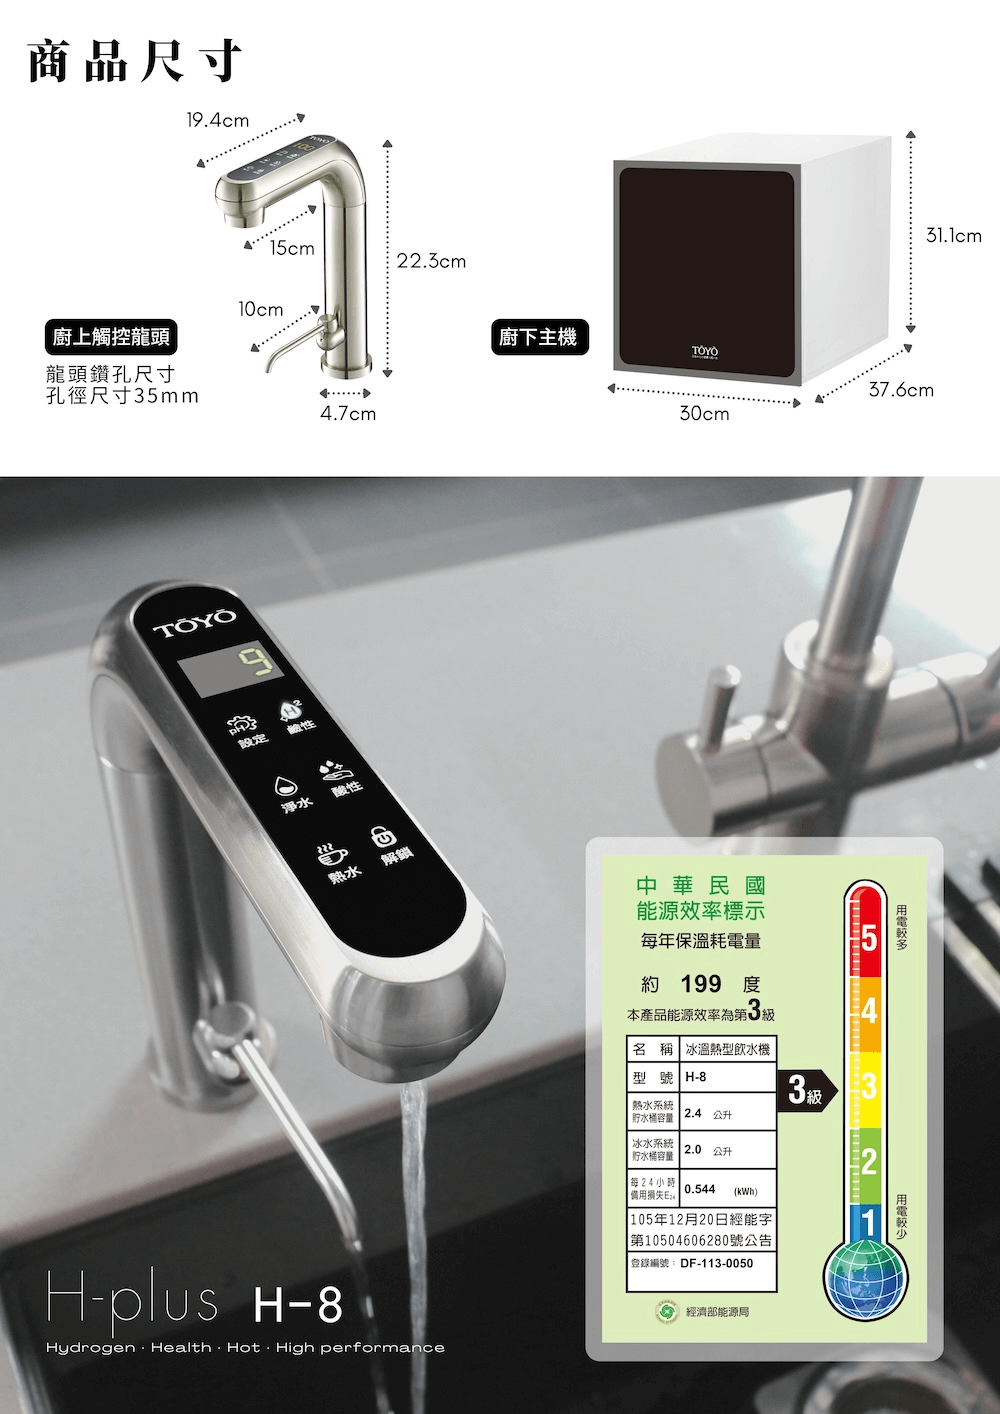 商品尺寸
19.4cm
TŌYŌ
15cm
22.3cm
10cm
廚上觸控龍頭
龍頭鑽孔尺寸
孔徑尺寸35mm
4.7cm
廚下主機
TŌYŌ
31.1cm
37.6cm
30cm
TŌYŌ
9
pH
設定
H2
鹼性
淨水
酸性
熱水
解鎖
中華民國
能源效率標示
每年保溫耗電量
約 199 度
本產品能源效率為第3級
名 稱 冰溫熱型飲水機
型 號 H-8
熱水系統
貯水桶容量 2.4 公升
冰水系統
貯水桶容量 2.0 公升
每24小時
備用損失E24 0.544 (kWh)
105年12月20日經能字
第10504606280號公告
登錄編號：DF-113-0050
經濟部能源局
3級
用電較多
5
4
3
2
1
用電較少
H-plus H-8
Hydrogen · Health · Hot · High performance